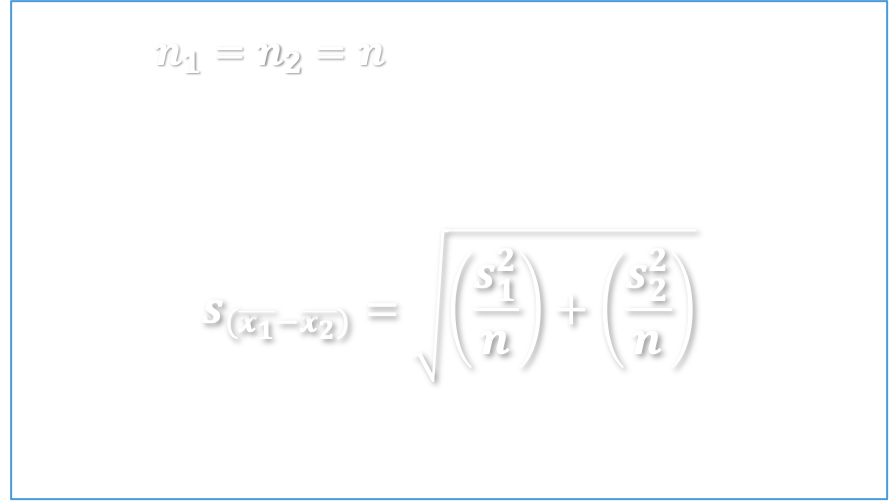 n₁ = n₂ = n
s₍x̅₁−x̅₂₎ = √((s₁²/n) + (s₂²/n))